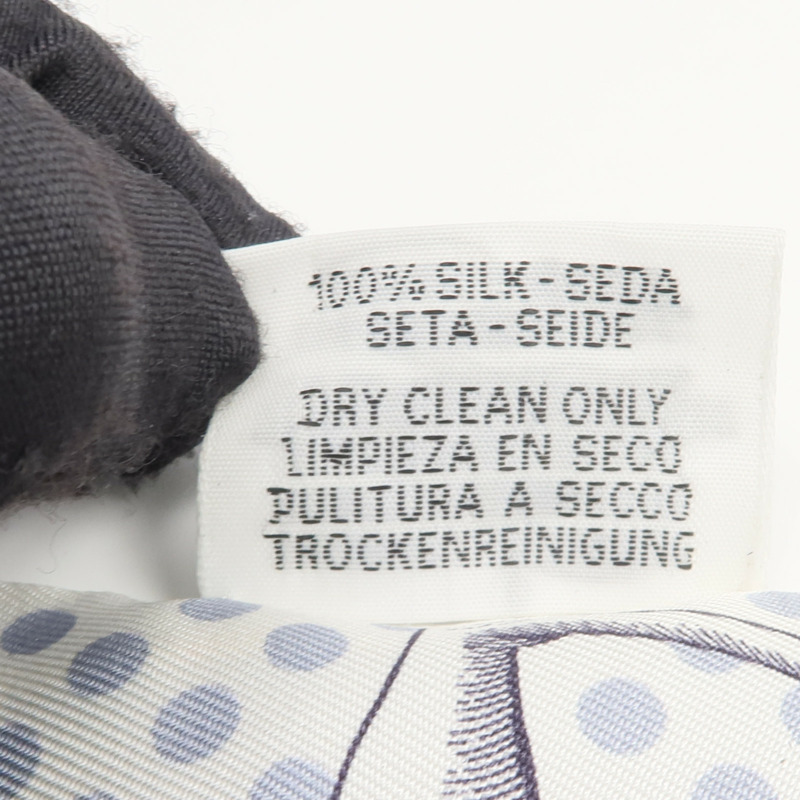 100% SILK - SEDA
SETA - SEIDE
DRY CLEAN ONLY
LIMPIEZA EN SECO
PULITURA A SECCO
TROCKENREINIGUNG